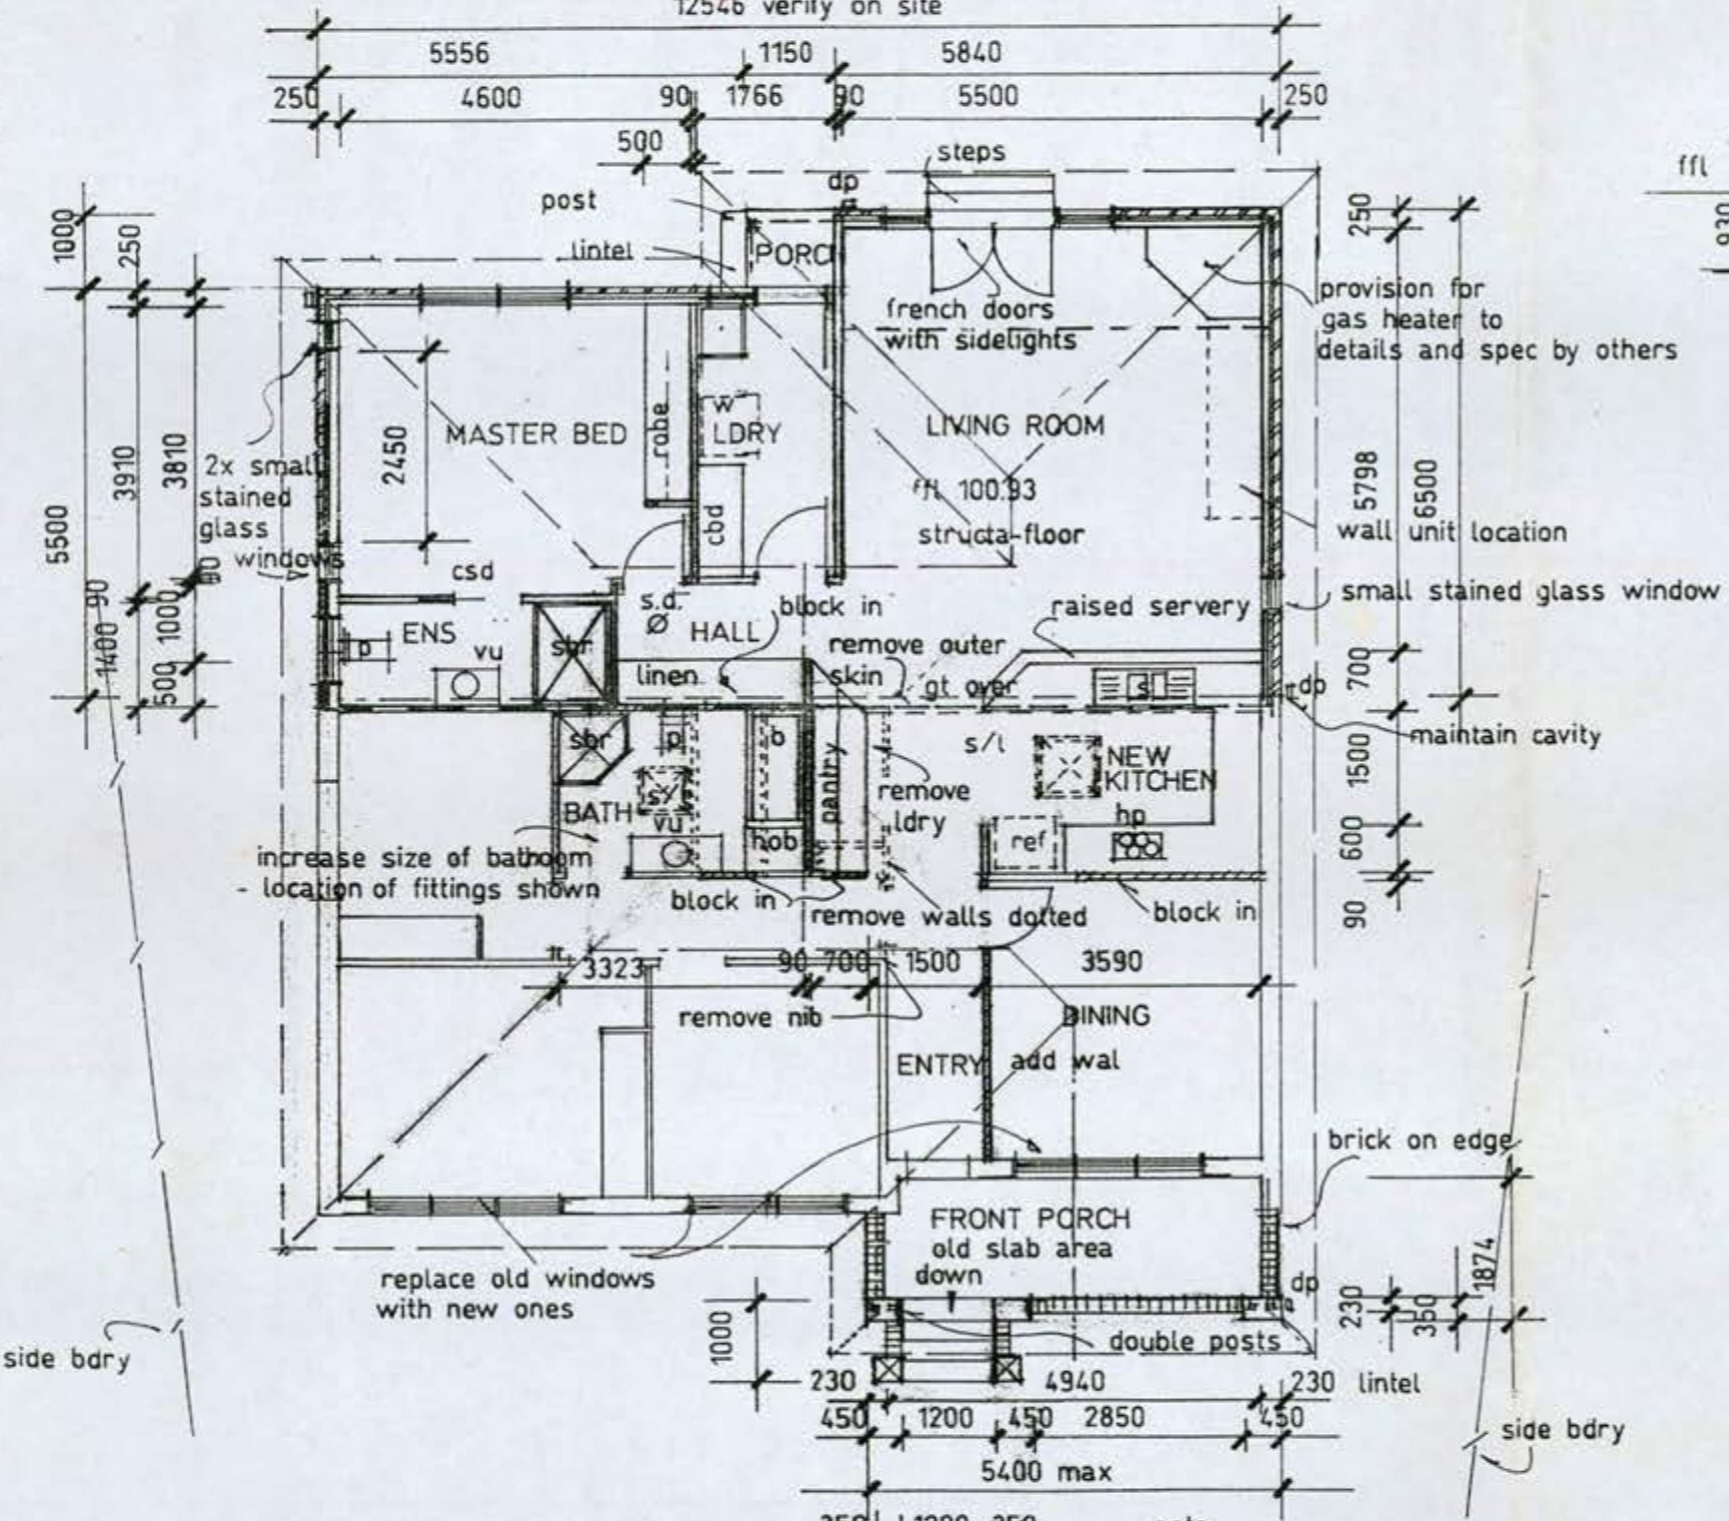 12546 verify on site
5556 1150 5840
250 4600 90 1766 90 5500 250
500
steps
ffl
930
post
dp
lintel
PORC
1000
250
250
french doors
with sidelights
provision for
gas heater to
details and spec by others
MASTER BED
robe
w
LDRY
LIVING ROOM
2450
3910
3810
5500
2x small
stained
glass
windows
ffl 100.93
structa-floor
cbd
5798
6500
wall unit location
csd
90
90
1400
1000
500
s.d.
HALL
block in
raised servery
small stained glass window
ENS
p
vu
shr
linen
remove outer
skin
gt over
s
dp
700
maintain cavity
shr
p
b
pantry
s/l
NEW
KITCHEN
1500
BATH
s/l
vu
hob
remove
ldry
ref
hp
600
increase size of bathroom
- location of fittings shown
block in
remove walls dotted
block in
90
3323 90 700 1500 3590
remove nib
DINING
ENTRY
add wal
brick on edge
FRONT PORCH
old slab area
down
replace old windows
with new ones
1000
dp
230
350
1874
double posts
side bdry
230 4940 230 lintel
450 1200 450 2850 450
side bdry
5400 max